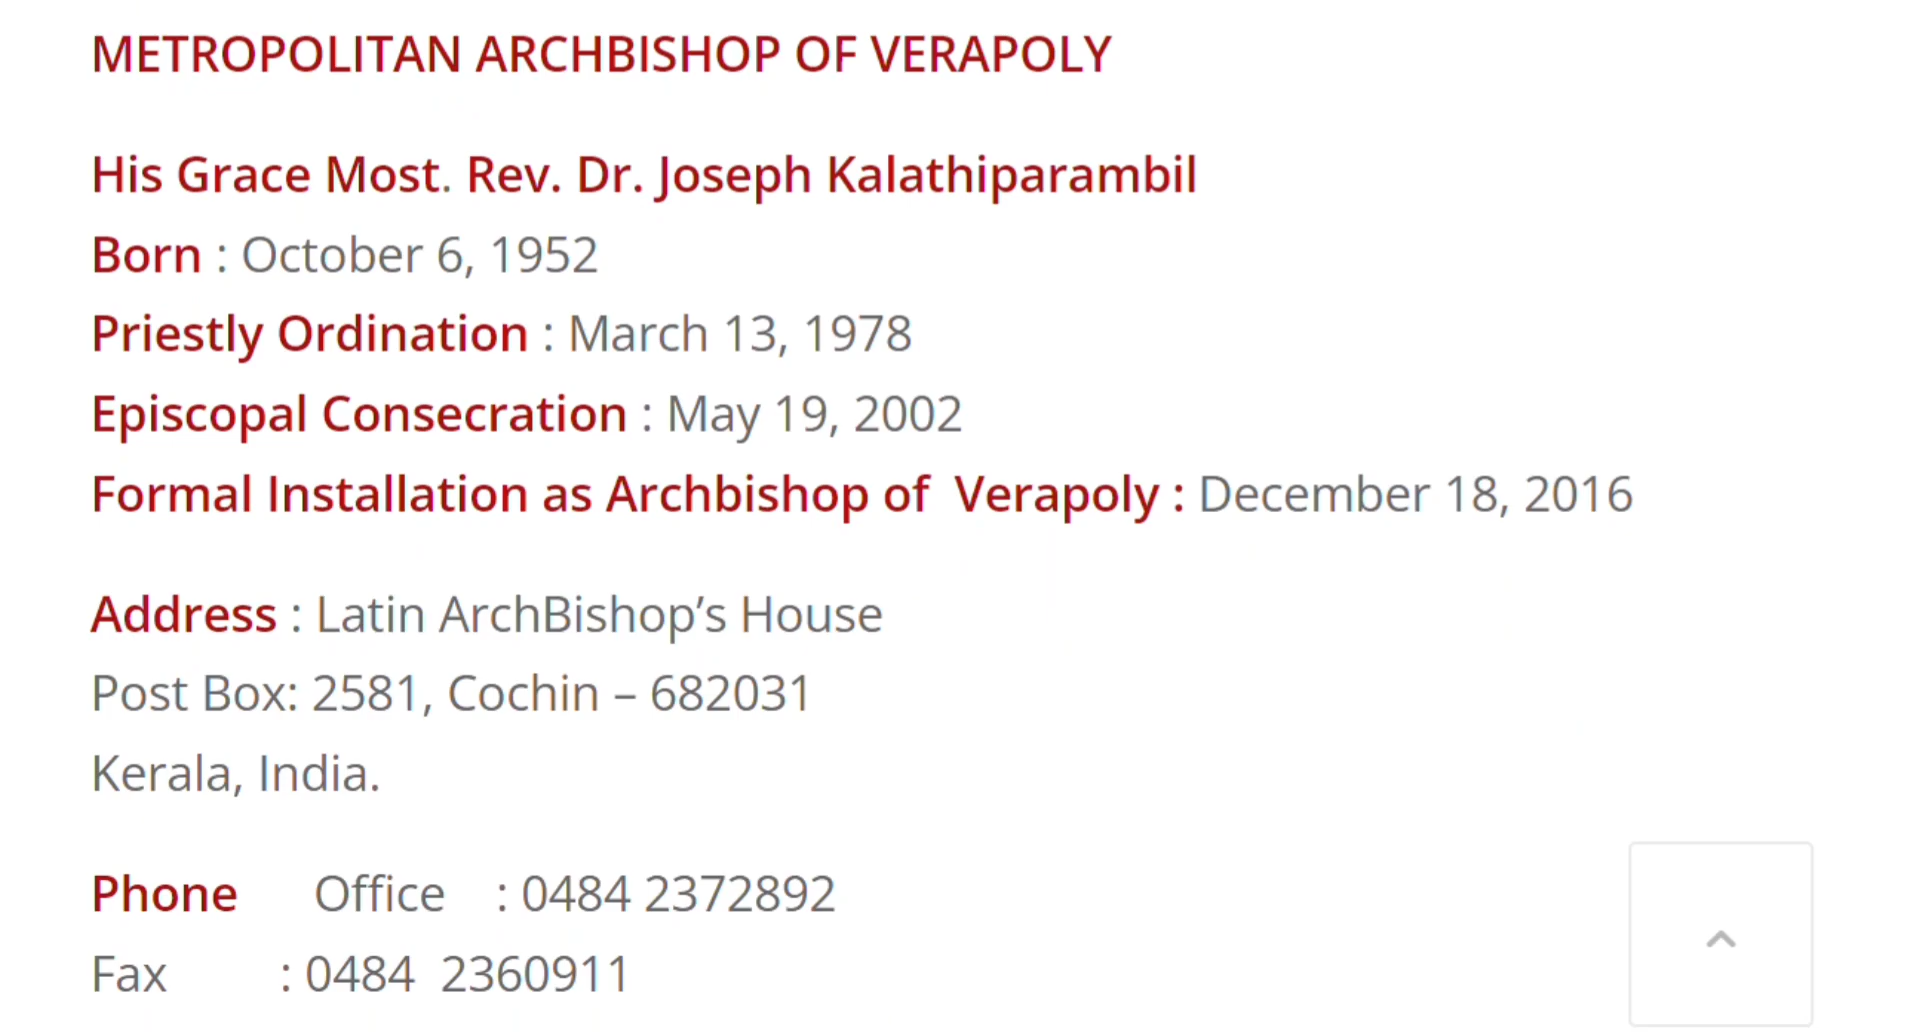 METROPOLITAN ARCHBISHOP OF VERAPOLY
His Grace Most. Rev. Dr. Joseph Kalathiparambil
Born : October 6, 1952
Priestly Ordination : March 13, 1978
Episcopal Consecration : May 19, 2002
Formal Installation as Archbishop of  Verapoly : December 18, 2016
Address : Latin ArchBishop’s House
Post Box: 2581, Cochin – 682031
Kerala, India.
Phone Office : 0484 2372892
Fax : 0484  2360911